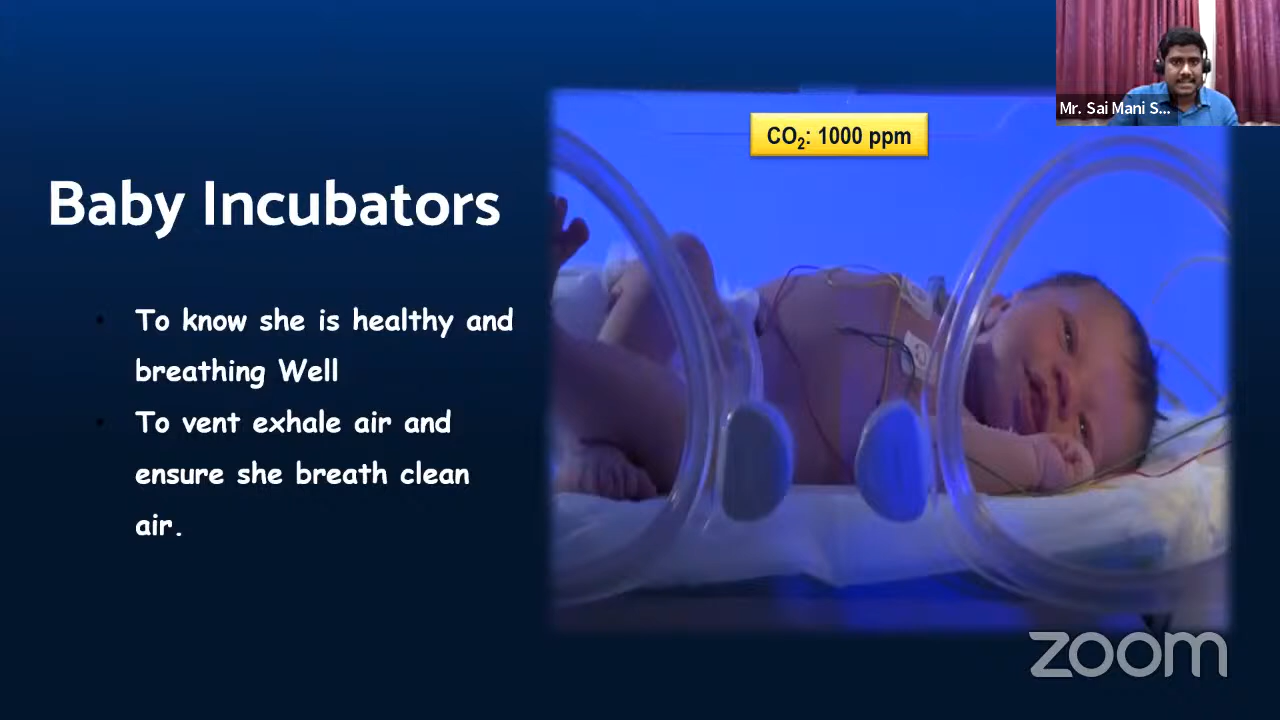 Mr. Sai Mani S...
CO₂: 1000 ppm
Baby Incubators
To know she is healthy and
breathing Well
To vent exhale air and
ensure she breath clean
air.
zoom